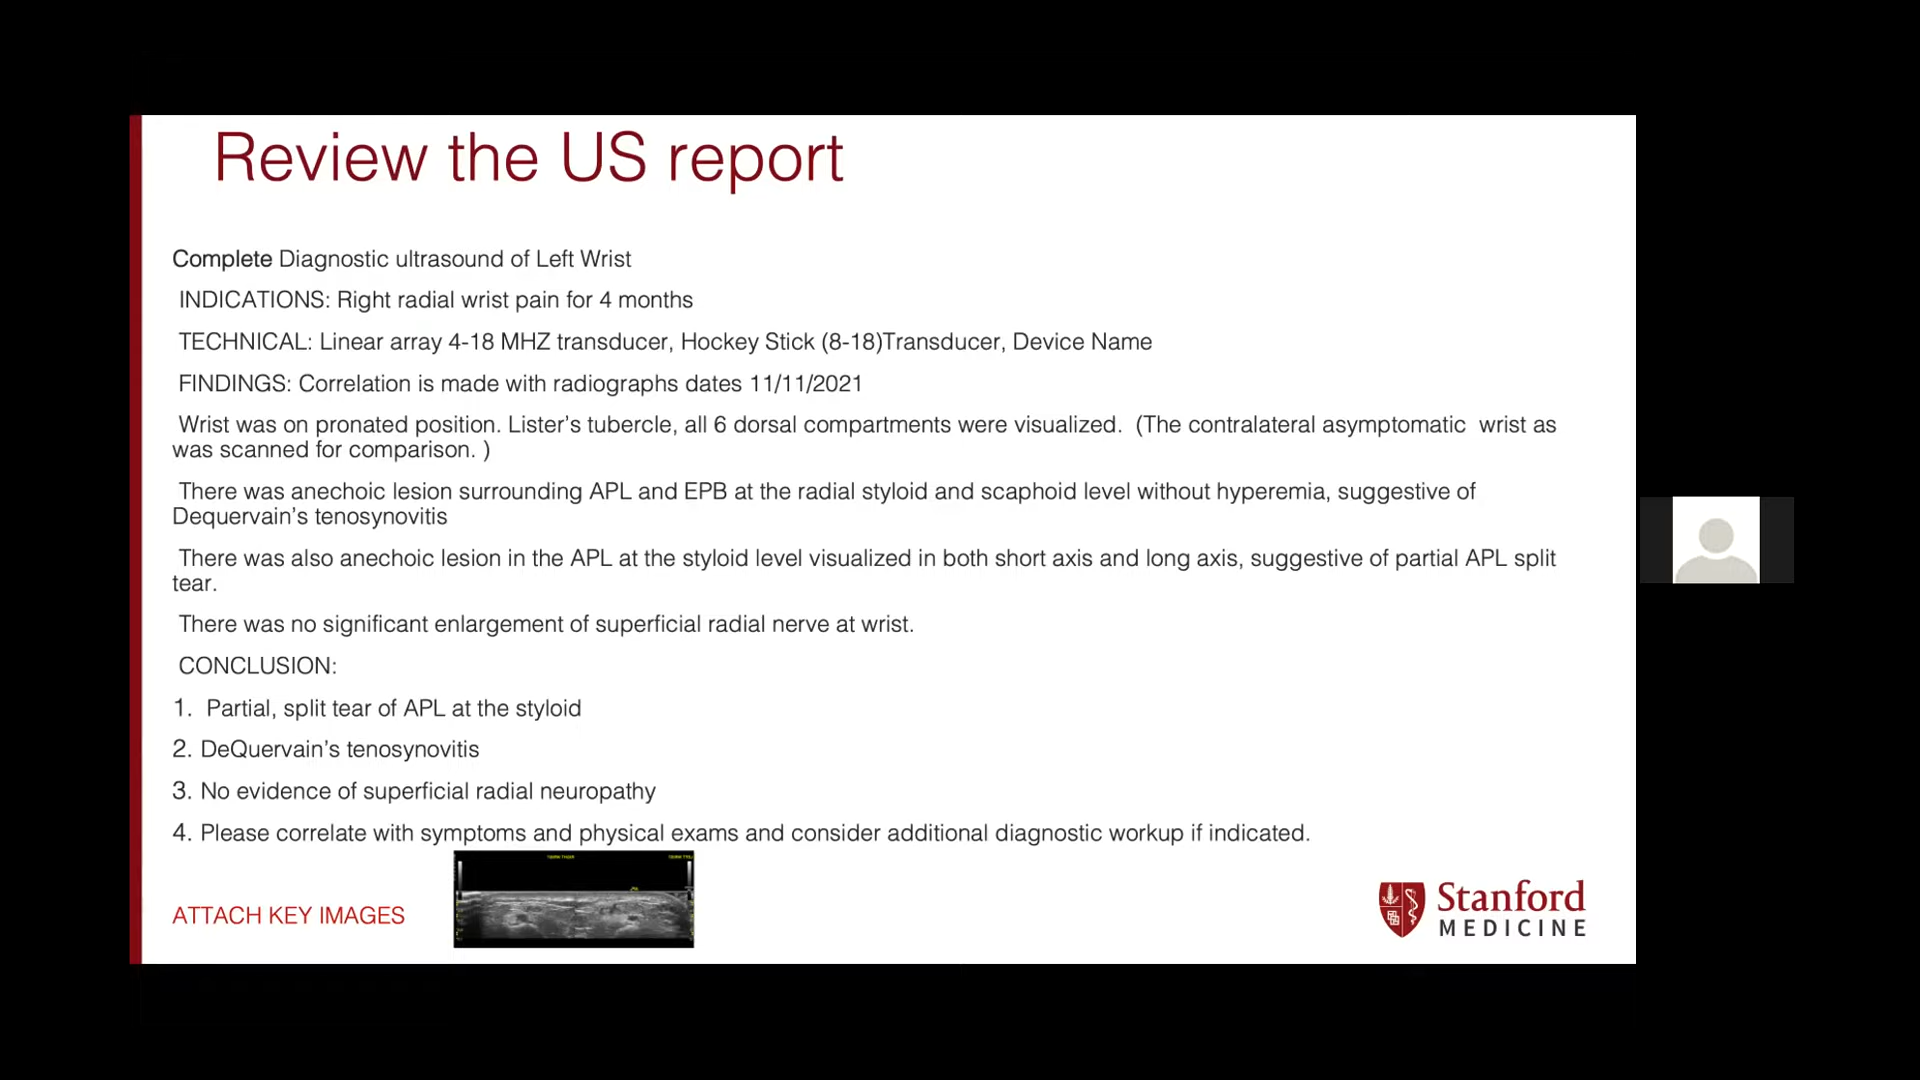 Review the US report
Complete Diagnostic ultrasound of Left Wrist
INDICATIONS: Right radial wrist pain for 4 months
TECHNICAL: Linear array 4-18 MHZ transducer, Hockey Stick (8-18)Transducer, Device Name
FINDINGS: Correlation is made with radiographs dates 11/11/2021
Wrist was on pronated position. Lister's tubercle, all 6 dorsal compartments were visualized. (The contralateral asymptomatic wrist as
was scanned for comparison. )
There was anechoic lesion surrounding APL and EPB at the radial styloid and scaphoid level without hyperemia, suggestive of
Dequervain's tenosynovitis
There was also anechoic lesion in the APL at the styloid level visualized in both short axis and long axis, suggestive of partial APL split
tear.
There was no significant enlargement of superficial radial nerve at wrist.
CONCLUSION:
1. Partial, split tear of APL at the styloid
2. DeQuervain's tenosynovitis
3. No evidence of superficial radial neuropathy
4. Please correlate with symptoms and physical exams and consider additional diagnostic workup if indicated.
ATTACH KEY IMAGES
Stanford
MEDICINE